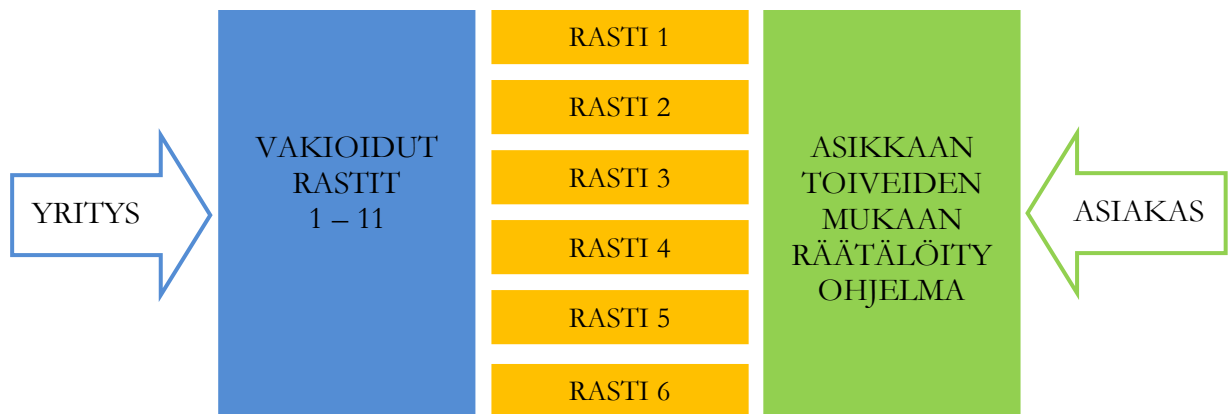 YRITYS
VAKIOIDUT
RASTIT
1 – 11
RASTI 1
RASTI 2
RASTI 3
RASTI 4
RASTI 5
RASTI 6
ASIKKAAN
TOIVEIDEN
MUKAAN
RÄÄTÄLÖITY
OHJELMA
ASIAKAS